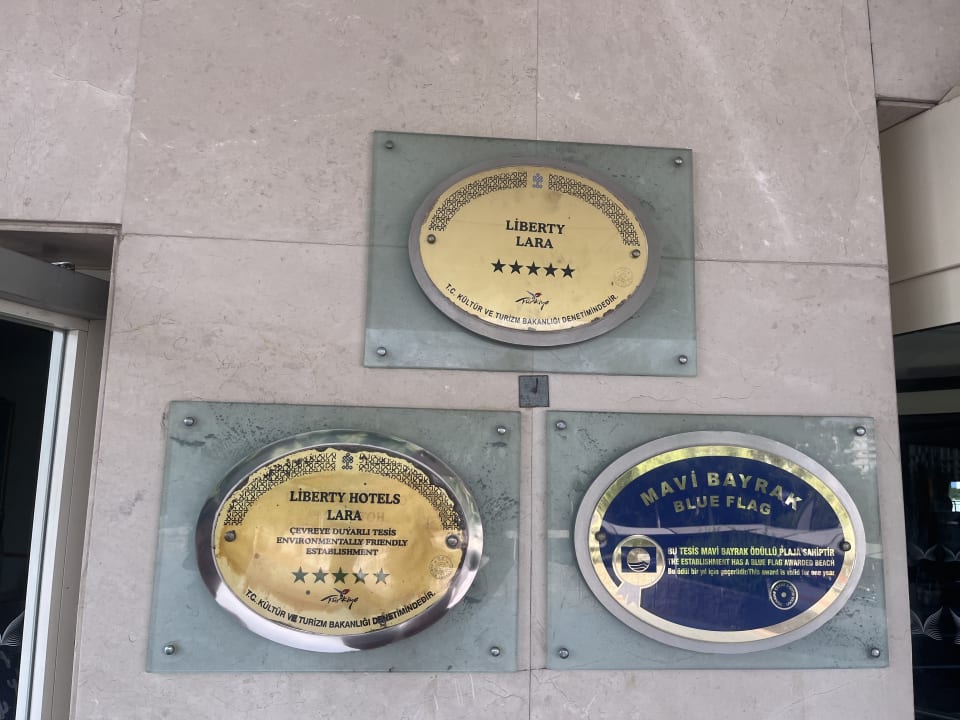 LİBERTY
LARA
★★★★★
Türkiye
T.C. KÜLTÜR VE TURİZM BAKANLIĞI DENETİMİNDEDİR.
LİBERTY HOTELS
LARA
ÇEVREYE DUYARLI TESİS
ENVIRONMENTALLY FRIENDLY
ESTABLISHMENT
★★★★★
Türkiye
T.C. KÜLTÜR VE TURİZM BAKANLIĞI DENETİMİNDEDİR.
MAVİ BAYRAK
BLUE FLAG
BU TESİS MAVİ BAYRAK ÖDÜLLÜ PLAJA SAHİPTİR
THE ESTABLISHMENT HAS A BLUE FLAG AWARDED BEACH
Bu ödül bir yıl için geçerlidir/This award is valid for one year